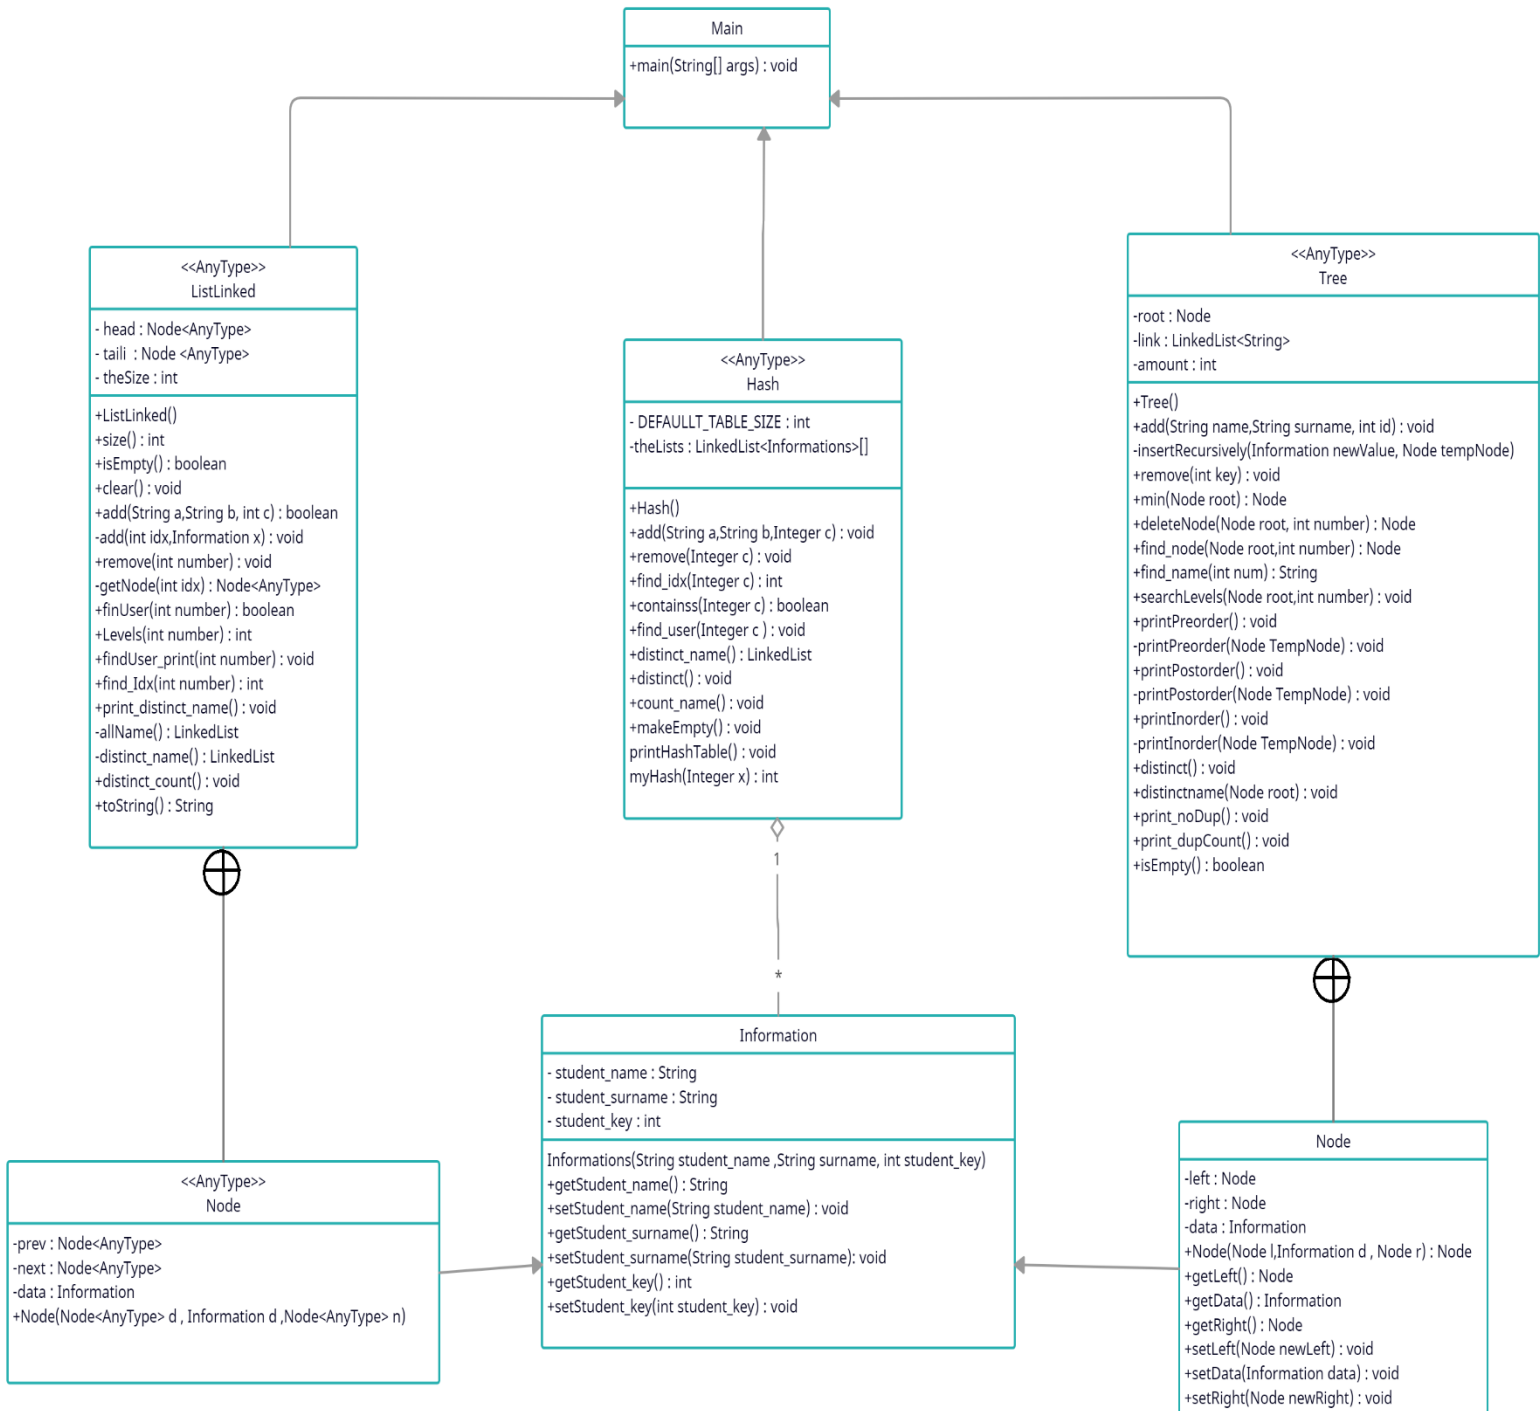 Main
+main(String[] args) : void
<<AnyType>>
ListLinked
- head : Node<AnyType>
- taili  : Node <AnyType>
- theSize : int
+ListLinked()
+size() : int
+isEmpty() : boolean
+clear() : void
+add(String a,String b, int c) : boolean
-add(int idx,Information x) : void
+remove(int number) : void
-getNode(int idx) : Node<AnyType>
+finUser(int number) : boolean
+Levels(int number) : int
+findUser_print(int number) : void
+find_Idx(int number) : int
+print_distinct_name() : void
-allName() : LinkedList
-distinct_name() : LinkedList
+distinct_count() : void
+toString() : String
<<AnyType>>
Hash
- DEFAULLT_TABLE_SIZE : int
-theLists : LinkedList<Informations>[]
+Hash()
+add(String a,String b,Integer c) : void
+remove(Integer c) : void
+find_idx(Integer c) : int
+containss(Integer c) : boolean
+find_user(Integer c ) : void
+distinct_name() : LinkedList
+distinct() : void
+count_name() : void
+makeEmpty() : void
printHashTable() : void
myHash(Integer x) : int
<<AnyType>>
Tree
-root : Node
-link : LinkedList<String>
-amount : int
+Tree()
+add(String name,String surname, int id) : void
-insertRecursively(Information newValue, Node tempNode)
+remove(int key) : void
+min(Node root) : Node
+deleteNode(Node root, int number) : Node
+find_node(Node root,int number) : Node
+find_name(int num) : String
+searchLevels(Node root,int number) : void
+printPreorder() : void
-printPreorder(Node TempNode) : void
+printPostorder() : void
-printPostorder(Node TempNode) : void
+printInorder() : void
-printInorder(Node TempNode) : void
+distinct() : void
+distinctname(Node root) : void
+print_noDup() : void
+print_dupCount() : void
+isEmpty() : boolean
1
*
<<AnyType>>
Node
-prev : Node<AnyType>
-next : Node<AnyType>
-data : Information
+Node(Node<AnyType> d , Information d ,Node<AnyType> n)
Information
- student_name : String
- student_surname : String
- student_key : int
Informations(String student_name ,String surname, int student_key)
+getStudent_name() : String
+setStudent_name(String student_name) : void
+getStudent_surname() : String
+setStudent_surname(String student_surname): void
+getStudent_key() : int
+setStudent_key(int student_key) : void
Node
-left : Node
-right : Node
-data : Information
+Node(Node l,Information d , Node r) : Node
+getLeft() : Node
+getData() : Information
+getRight() : Node
+setLeft(Node newLeft) : void
+setData(Information data) : void
+setRight(Node newRight) : void